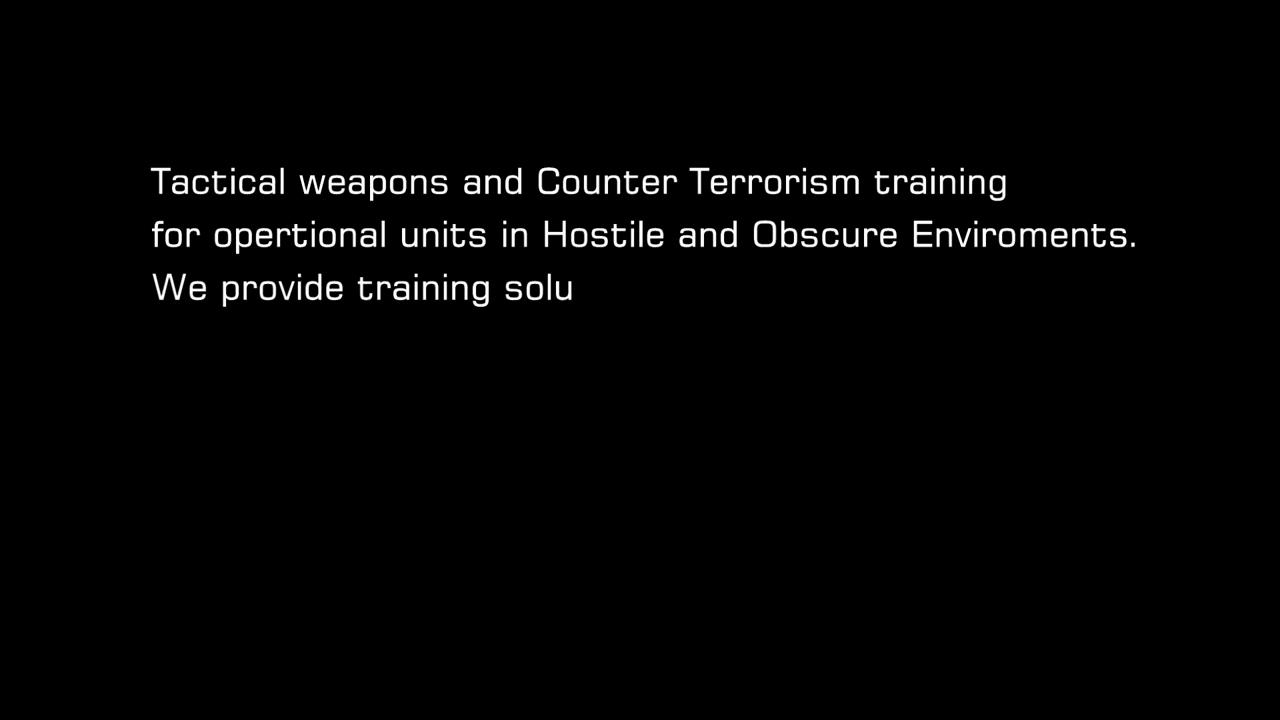 Tactical weapons and Counter Terrorism training
for opertional units in Hostile and Obscure Enviroments.
We provide training solu